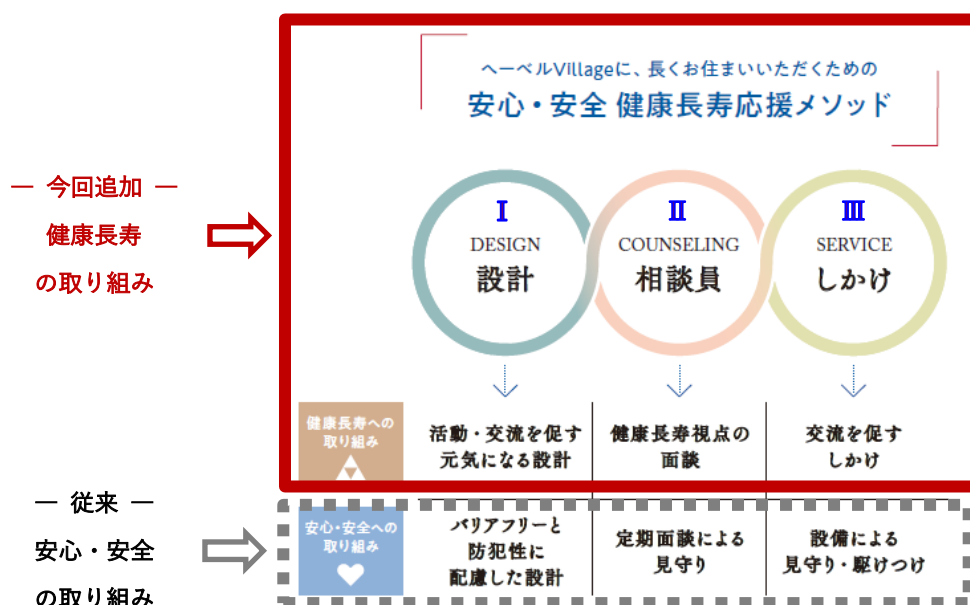 ヘーベルVillageに、長くお住まいいただくための
安心・安全 健康長寿応援メソッド
― 今回追加 ―
健康長寿
の取り組み
Ⅰ
DESIGN
設計
Ⅱ
COUNSELING
相談員
Ⅲ
SERVICE
しかけ
健康長寿への
取り組み
活動・交流を促す
元気になる設計
健康長寿視点の
面談
交流を促す
しかけ
― 従来 ―
安心・安全
の取り組み
安心・安全への
取り組み
バリアフリーと
防犯性に
配慮した設計
定期面談による
見守り
設備による
見守り・駆けつけ